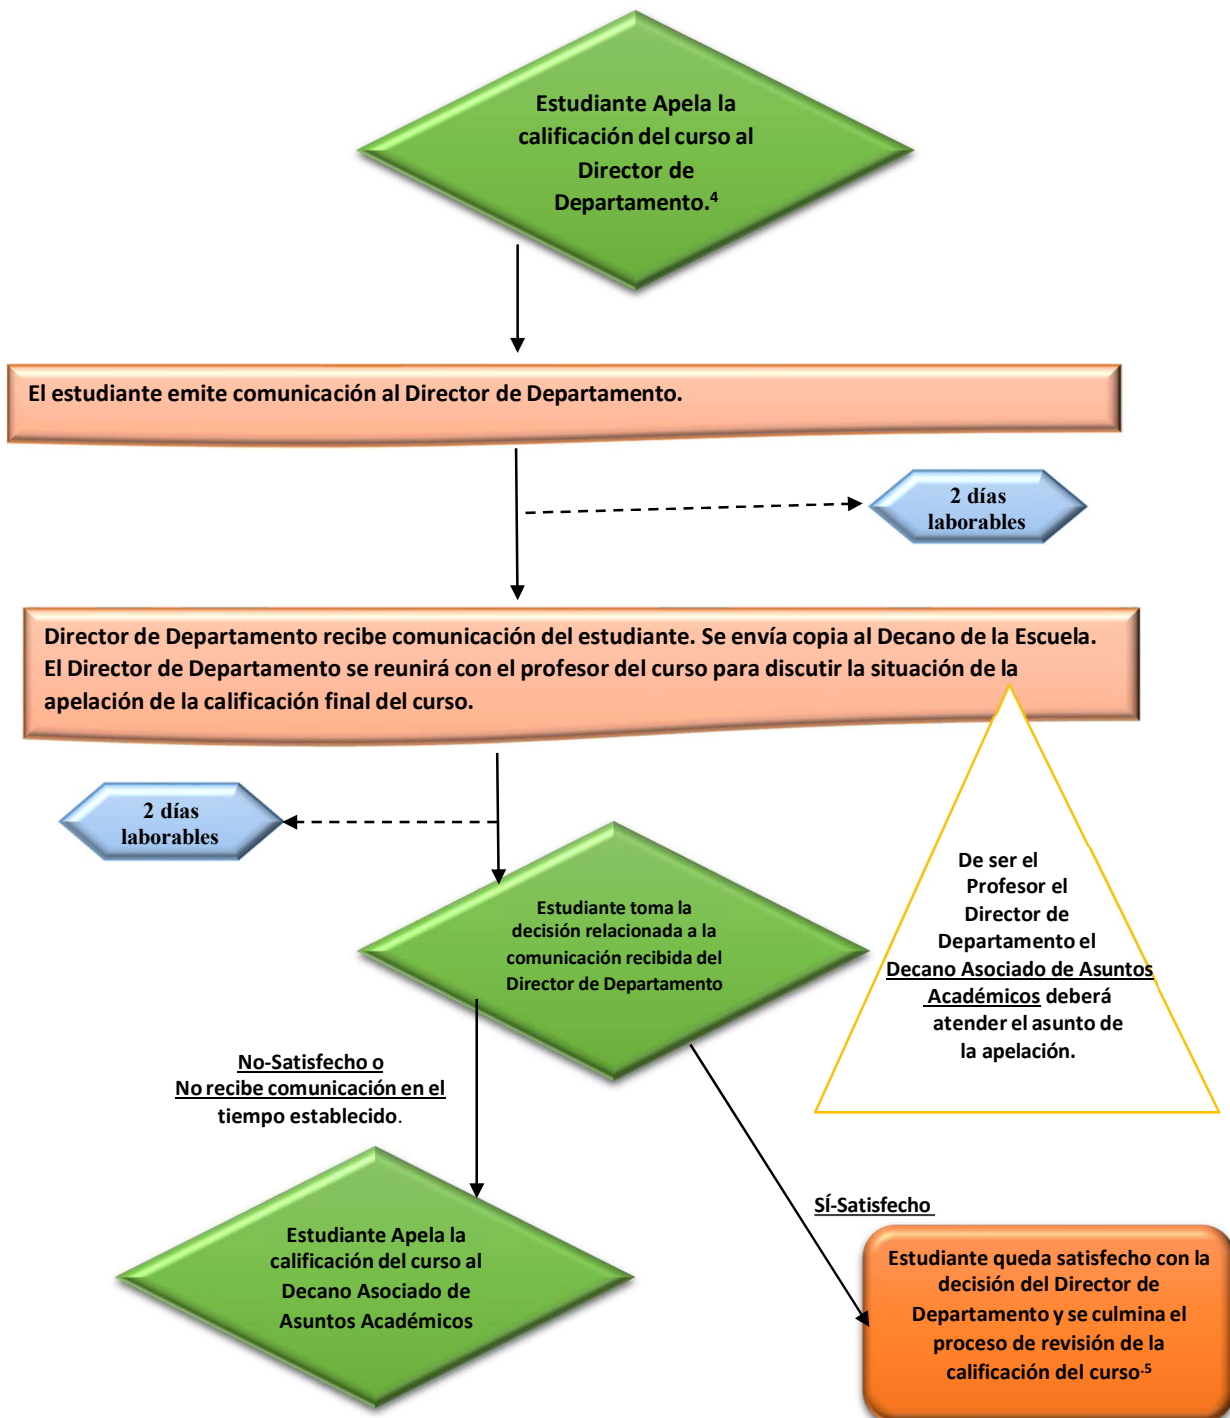 Estudiante Apela la
calificación del curso al
Director de
Departamento.⁴
El estudiante emite comunicación al Director de Departamento.
2 días
laborables
Director de Departamento recibe comunicación del estudiante. Se envía copia al Decano de la Escuela.
El Director de Departamento se reunirá con el profesor del curso para discutir la situación de la
apelación de la calificación final del curso.
2 días
laborables
De ser el
Profesor el
Director de
Departamento el
Decano Asociado de Asuntos
Académicos deberá
atender el asunto de
la apelación.
Estudiante toma la
decisión relacionada a la
comunicación recibida del
Director de Departamento
No-Satisfecho o
No recibe comunicación en el
tiempo establecido.
SÍ-Satisfecho
Estudiante Apela la
calificación del curso al
Decano Asociado de
Asuntos Académicos
Estudiante queda satisfecho con la
decisión del Director de
Departamento y se culmina el
proceso de revisión de la
calificación del curso.⁵